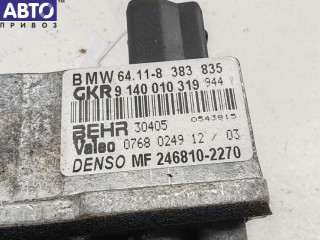 АВТО
ПРИВОЗ
BMW 64.11-8 383 835
GKR 9 140 010 319 944
0543815
BEHR 30405
Valeo 0768 0249 12 / 03
DENSO MF 246810-2270